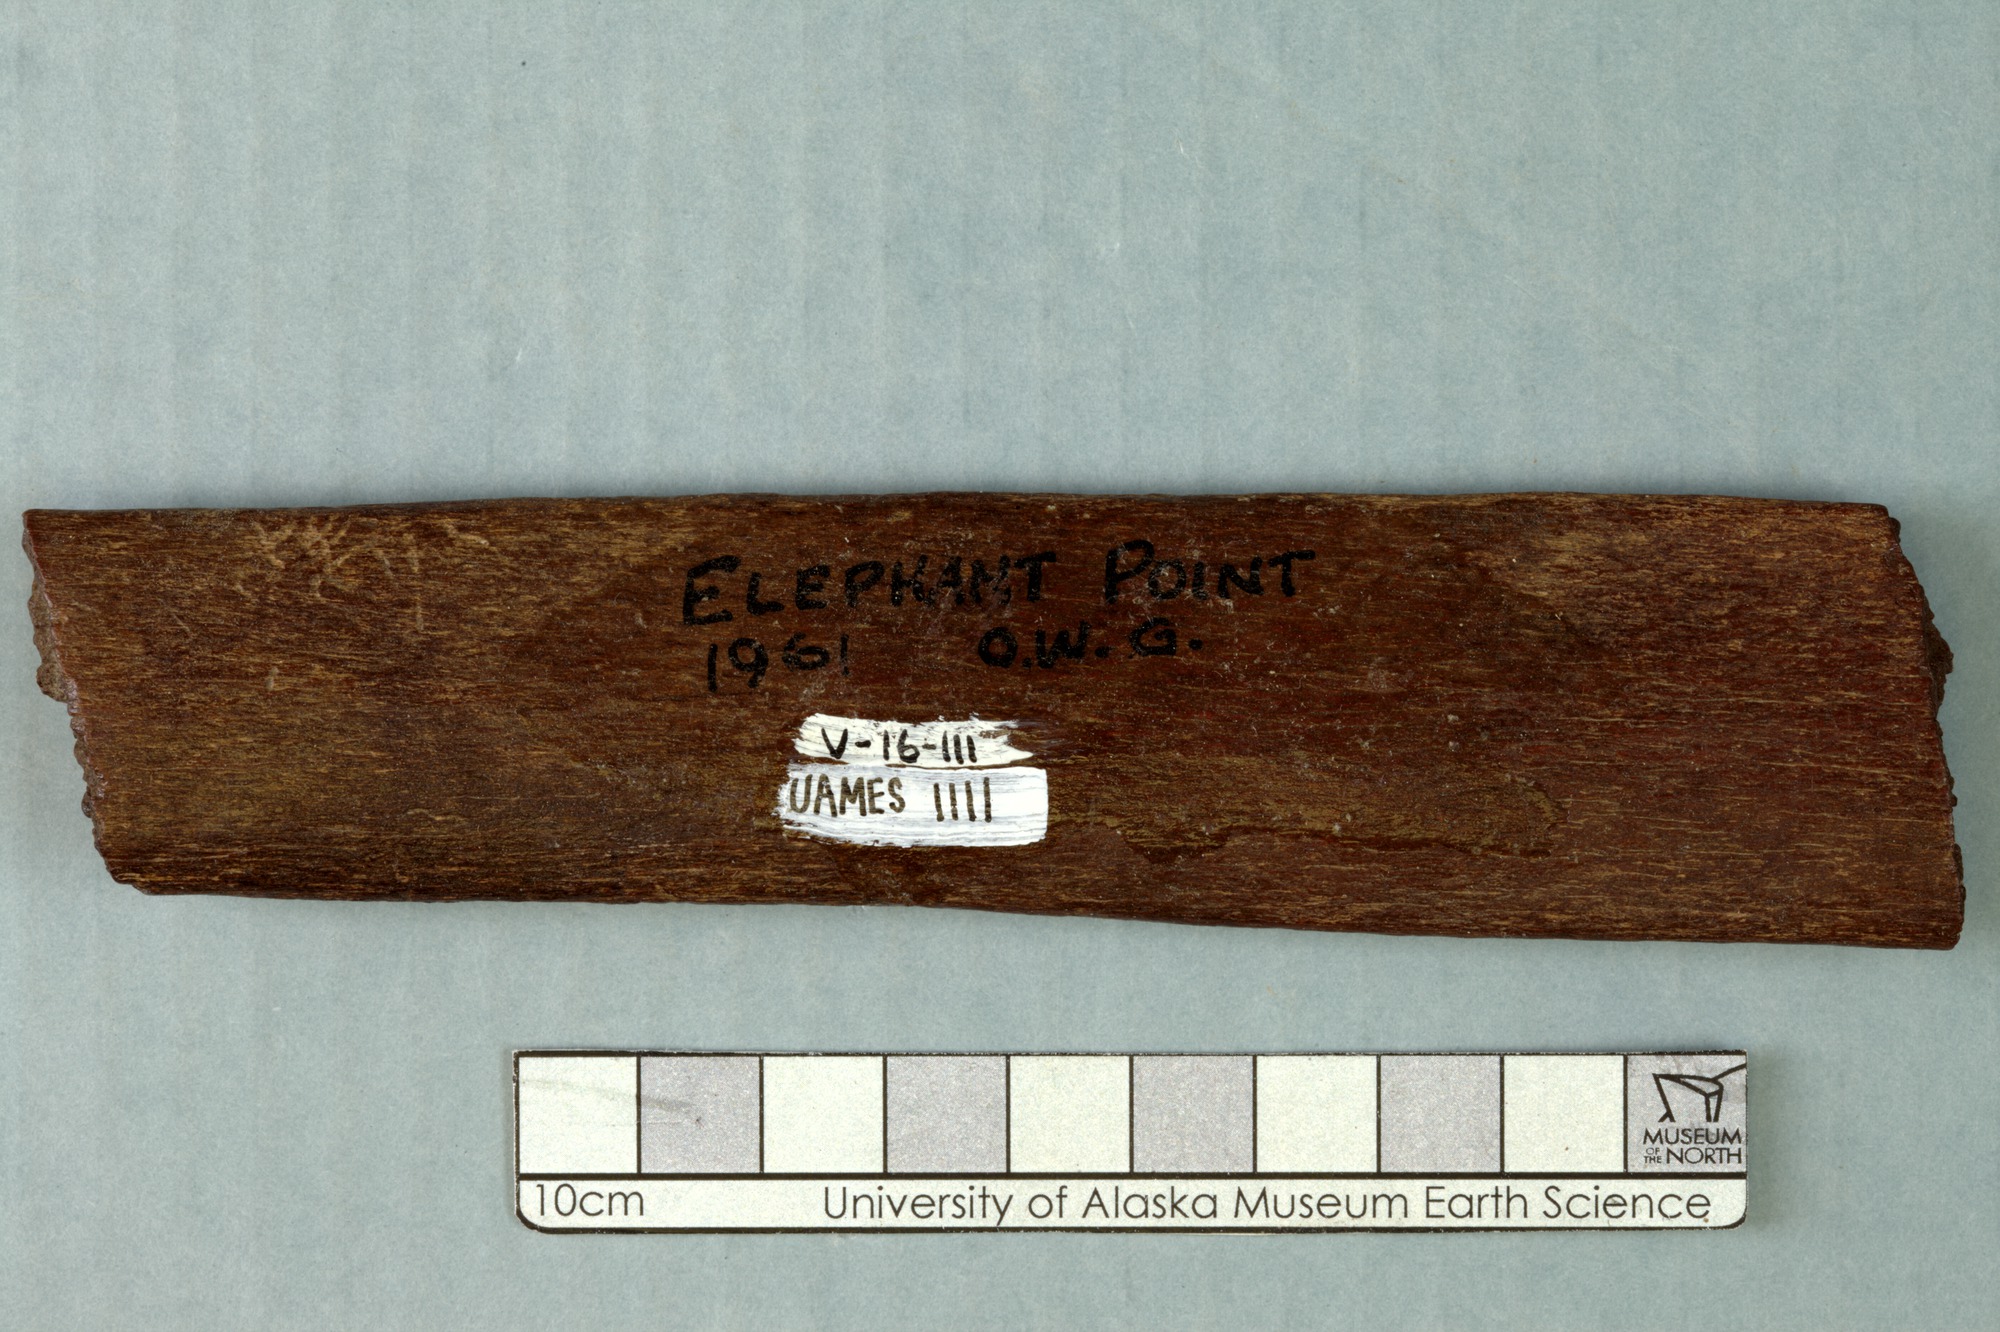 ELEPHANT POINT
1961 O.W.G.
V-16-111
UAMES 1111
MUSEUM
OF THE NORTH
10cm University of Alaska Museum Earth Science